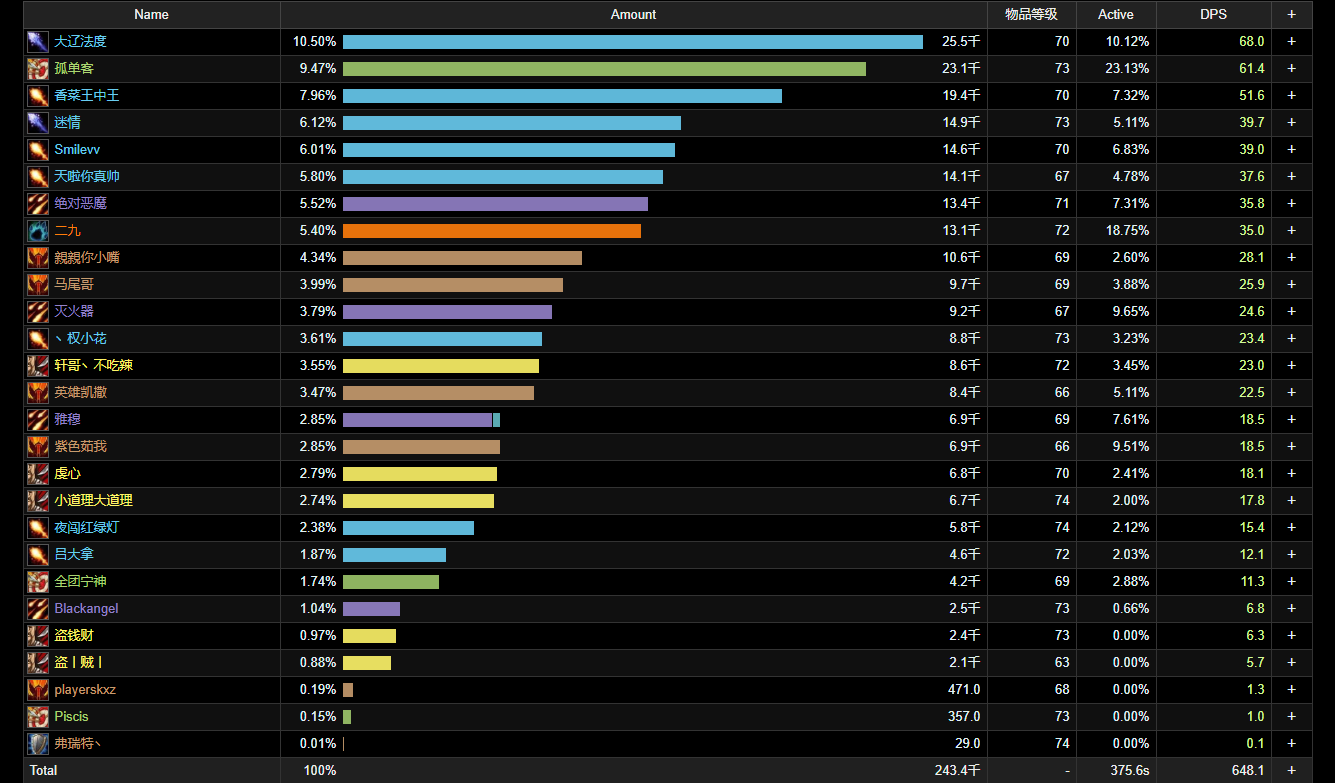 Name Amount 物品等级 Active DPS +
大辽法度 10.50% 25.5千 70 10.12% 68.0 +
孤单客 9.47% 23.1千 73 23.13% 61.4 +
香菜王中王 7.96% 19.4千 70 7.32% 51.6 +
迷情 6.12% 14.9千 73 5.11% 39.7 +
Smilevv 6.01% 14.6千 70 6.83% 39.0 +
天啦你真帅 5.80% 14.1千 67 4.78% 37.6 +
绝对恶魔 5.52% 13.4千 71 7.31% 35.8 +
二九 5.40% 13.1千 72 18.75% 35.0 +
親親你小嘴 4.34% 10.6千 69 2.60% 28.1 +
马尾哥 3.99% 9.7千 69 3.88% 25.9 +
灭火器 3.79% 9.2千 67 9.65% 24.6 +
丶权小花 3.61% 8.8千 73 3.23% 23.4 +
轩哥丶不吃辣 3.55% 8.6千 72 3.45% 23.0 +
英雄凯撒 3.47% 8.4千 66 5.11% 22.5 +
雅穆 2.85% 6.9千 69 7.61% 18.5 +
紫色茹我 2.85% 6.9千 66 9.51% 18.5 +
虔心 2.79% 6.8千 70 2.41% 18.1 +
小道理大道理 2.74% 6.7千 74 2.00% 17.8 +
夜闯红绿灯 2.38% 5.8千 74 2.12% 15.4 +
吕大拿 1.87% 4.6千 72 2.03% 12.1 +
全团宁神 1.74% 4.2千 69 2.88% 11.3 +
Blackangel 1.04% 2.5千 73 0.66% 6.8 +
盗钱财 0.97% 2.4千 73 0.00% 6.3 +
盗丨贼丨 0.88% 2.1千 63 0.00% 5.7 +
playerskxz 0.19% 471.0 68 0.00% 1.3 +
Piscis 0.15% 357.0 73 0.00% 1.0 +
弗瑞特丶 0.01% 29.0 74 0.00% 0.1 +
Total 100% 243.4千 - 375.6s 648.1 +